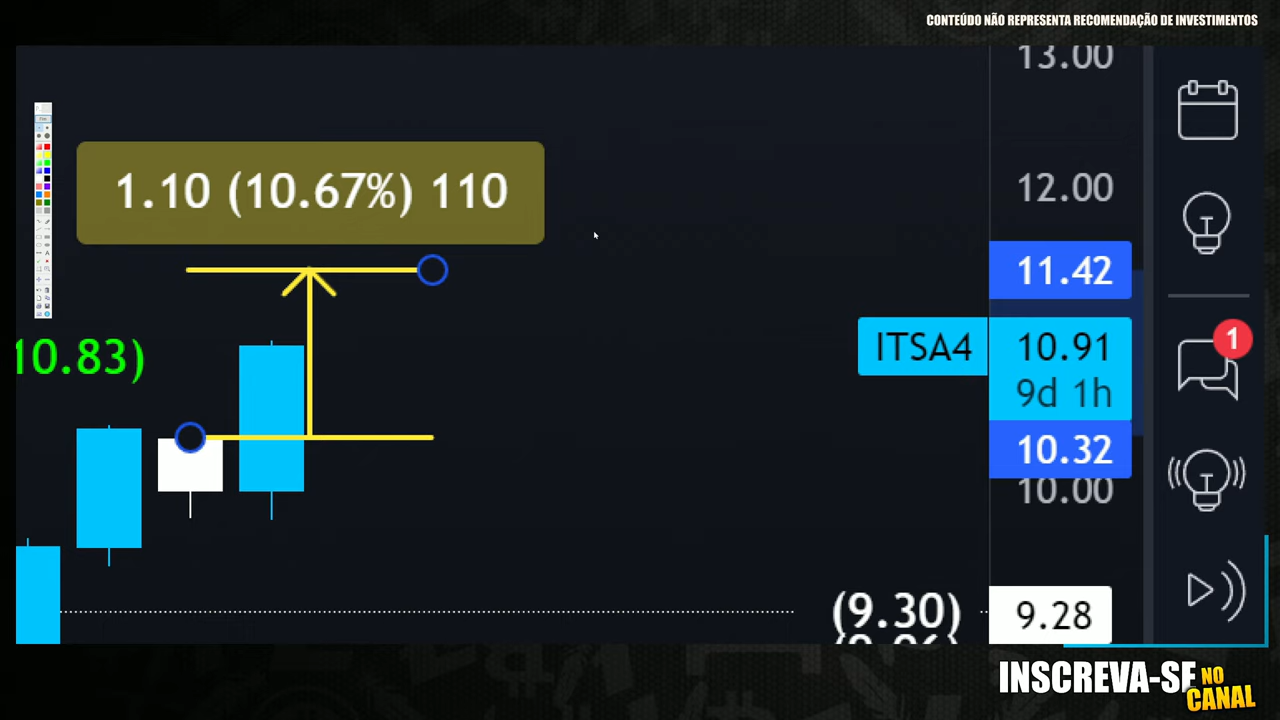 CONTEÚDO NÃO REPRESENTA RECOMENDAÇÃO DE INVESTIMENTOS
13.00
1.10 (10.67%) 110
12.00
11.42
10.83)
ITSA4
10.91
9d 1h
1
10.32
10.00
(9.30)
9.28
INSCREVA-SE NO CANAL